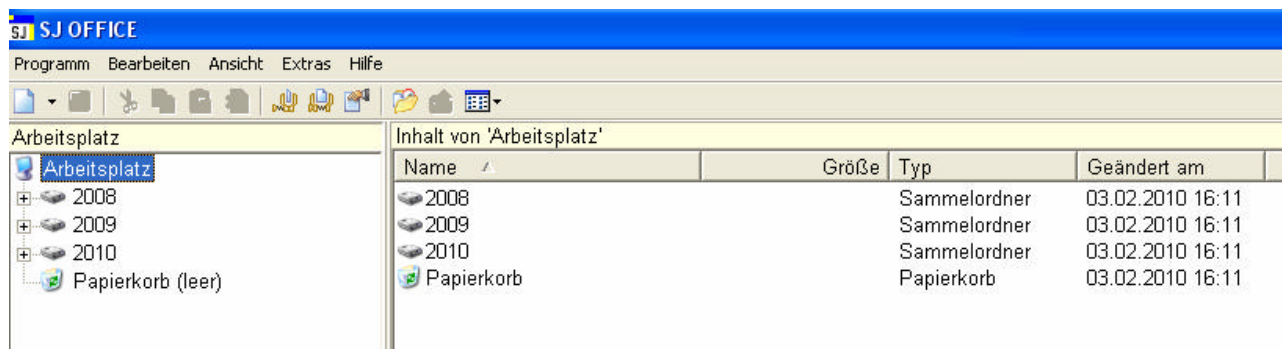 SJ SJ OFFICE
Programm Bearbeiten Ansicht Extras Hilfe
Arbeitsplatz
Inhalt von 'Arbeitsplatz'
Arbeitsplatz
2008
2009
2010
Papierkorb (leer)
Name Größe Typ Geändert am
2008 Sammelordner 03.02.2010 16:11
2009 Sammelordner 03.02.2010 16:11
2010 Sammelordner 03.02.2010 16:11
Papierkorb Papierkorb 03.02.2010 16:11